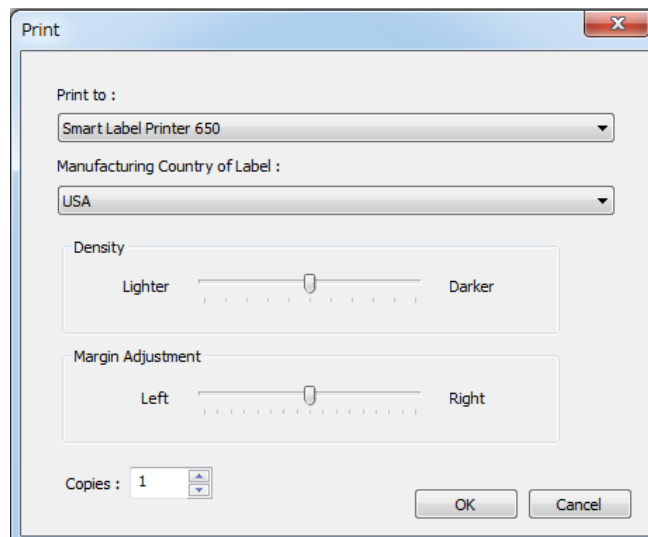 Print
Print to :
Smart Label Printer 650
Manufacturing Country of Label :
USA
Density
Lighter Darker
Margin Adjustment
Left Right
Copies : 1
OK Cancel